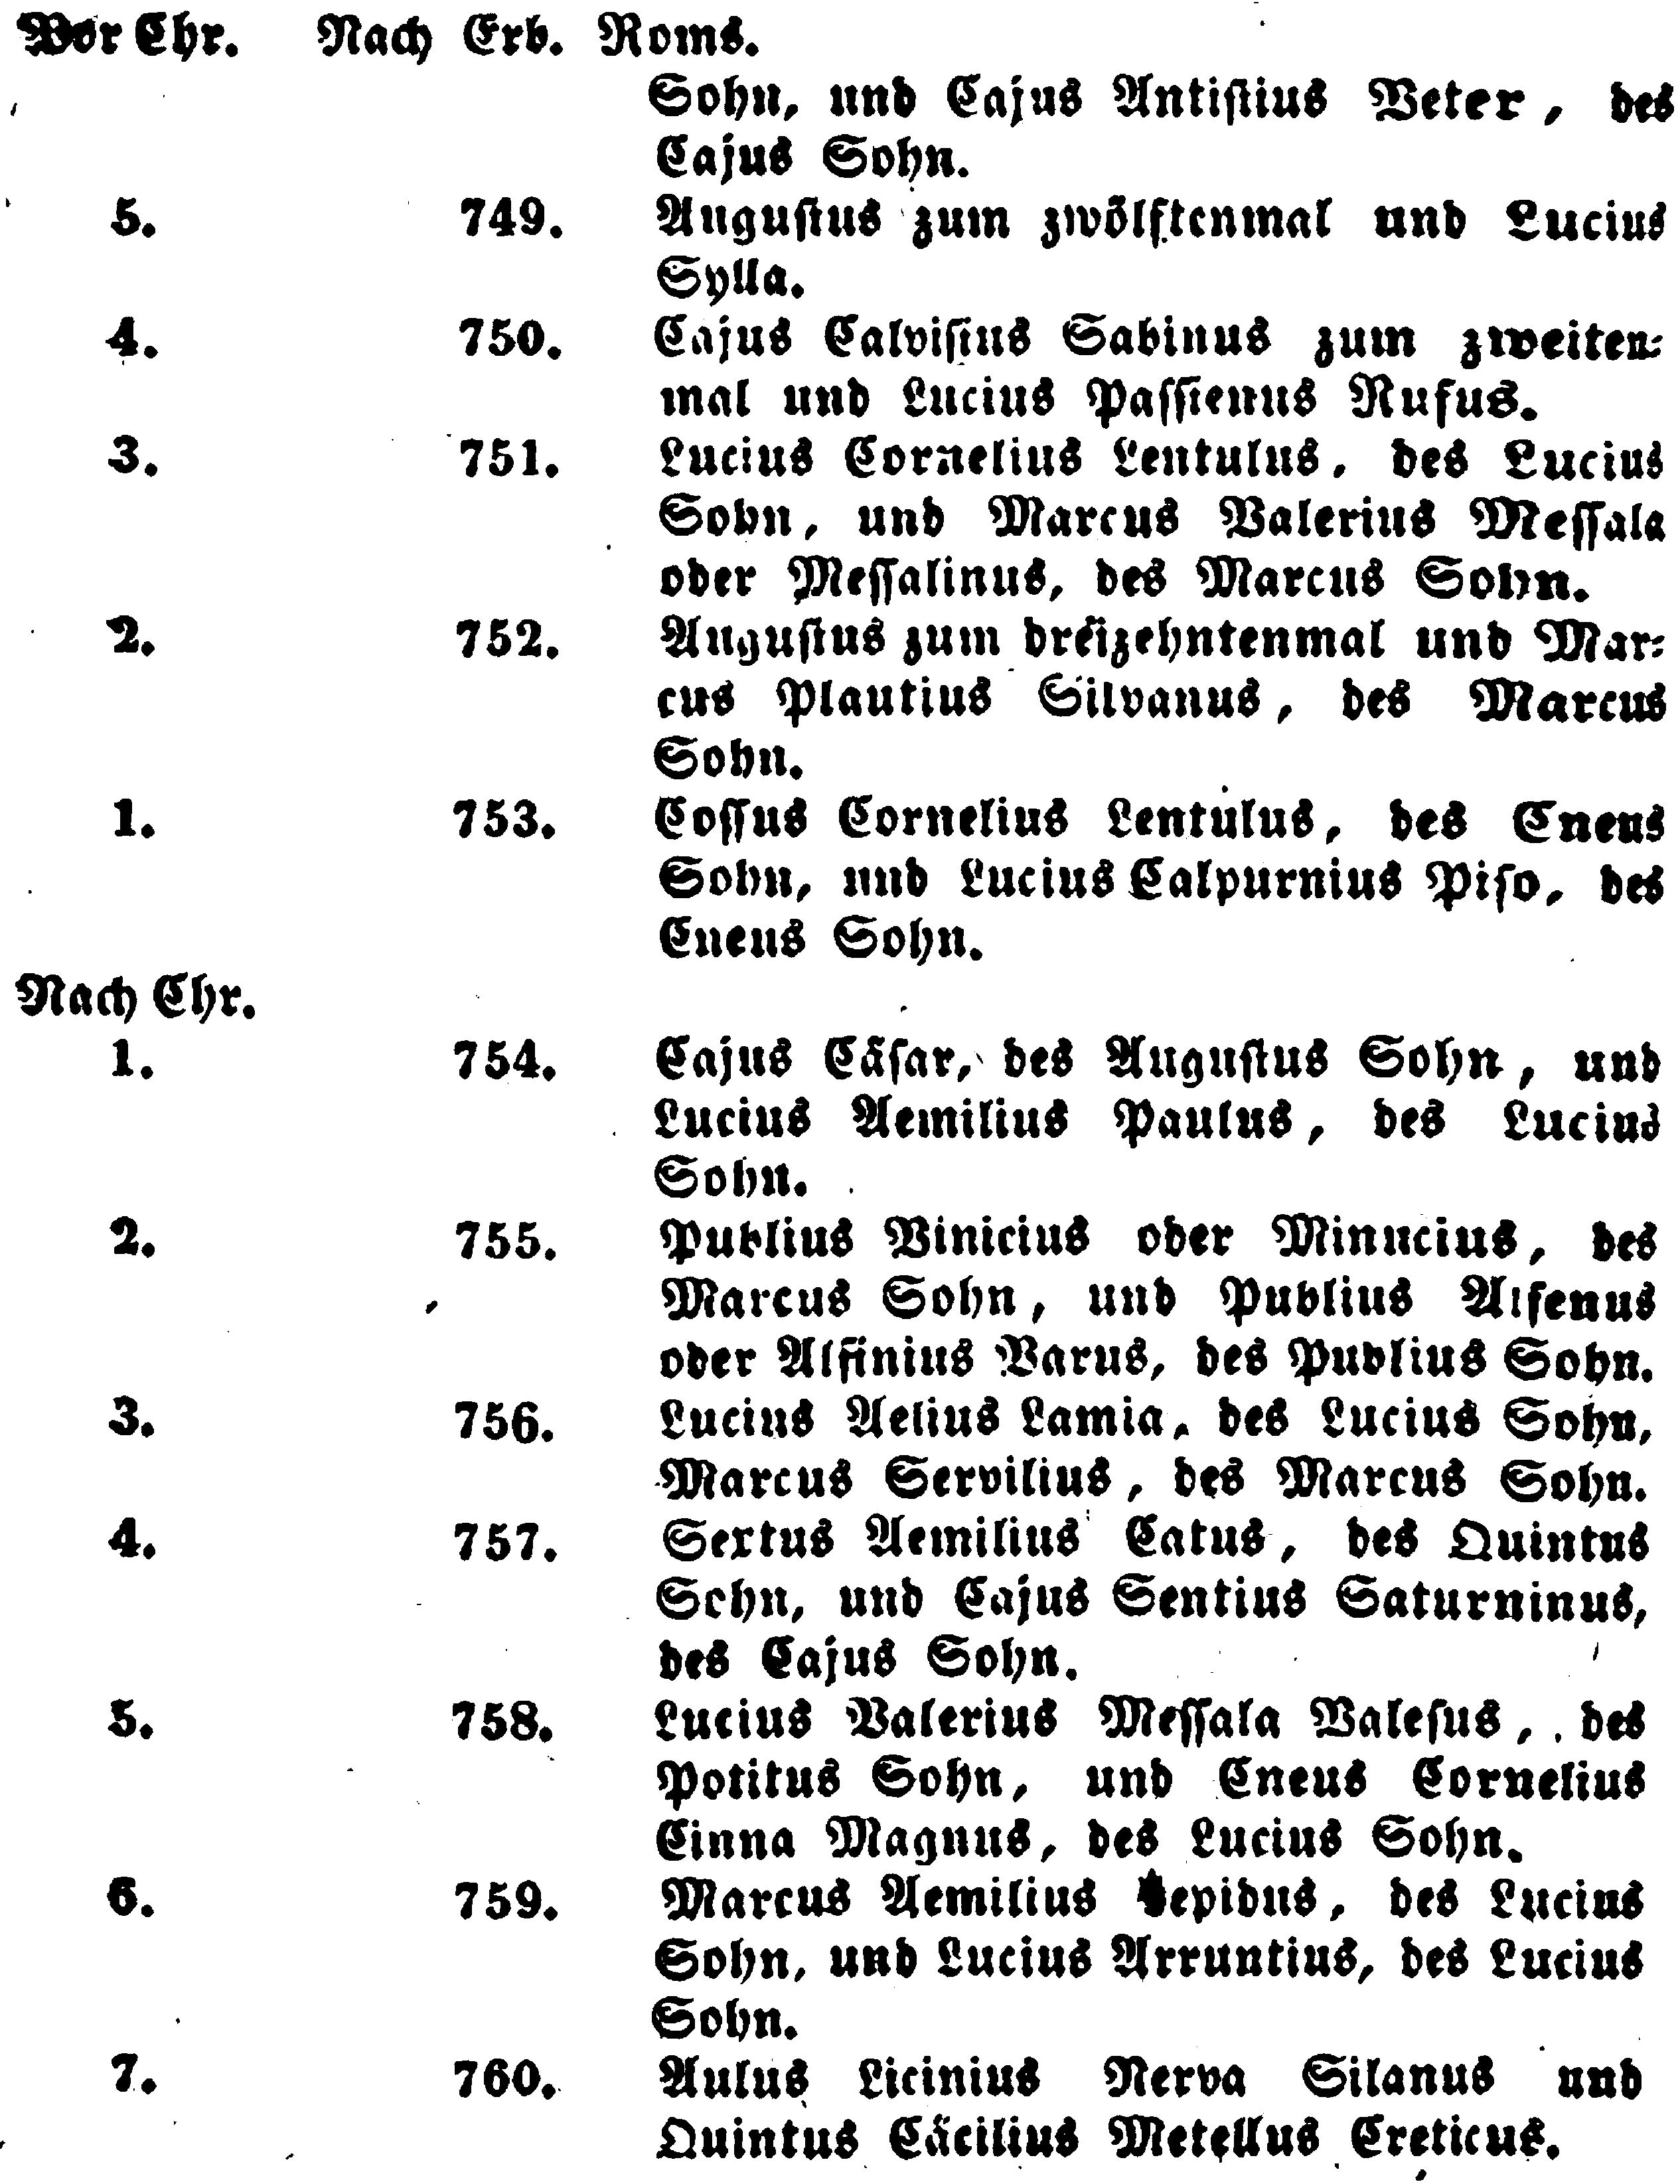 Vor Chr. Nach Erb. Roms.
Sohn, und Cajus Antistius Veter, des
Cajus Sohn.
5. 749. Augustus zum zwölftenmal und Lucius
Sylla.
4. 750. Cajus Calvisius Sabinus zum zweiten-
mal und Lucius Passienus Rufus.
3. 751. Lucius Cornelius Lentulus, des Lucius
Sohn, und Marcus Valerius Messala
oder Messalinus, des Marcus Sohn.
2. 752. Augustus zum dreizehntenmal und Mar-
cus Plautius Silvanus, des Marcus
Sohn.
1. 753. Cossus Cornelius Lentulus, des Cneus
Sohn, und Lucius Calpurnius Piso, des
Cneus Sohn.
Nach Chr.
1. 754. Cajus Cäsar, des Augustus Sohn, und
Lucius Aemilius Paulus, des Lucius
Sohn.
2. 755. Publius Vinicius oder Minucius, des
Marcus Sohn, und Publius Alfenus
oder Alfinius Varus, des Publius Sohn.
3. 756. Lucius Aelius Lamia, des Lucius Sohn,
Marcus Servilius, des Marcus Sohn.
4. 757. Sextus Aemilius Catus, des Quintus
Sohn, und Cajus Sentius Saturninus,
des Cajus Sohn.
5. 758. Lucius Valerius Messala Valesus, des
Potitus Sohn, und Cneus Cornelius
Cinna Magnus, des Lucius Sohn.
6. 759. Marcus Aemilius Lepidus, des Lucius
Sohn, und Lucius Arruntius, des Lucius
Sohn.
7. 760. Aulus Licinius Nerva Silanus und
Quintus Cäcilius Metellus Creticus.